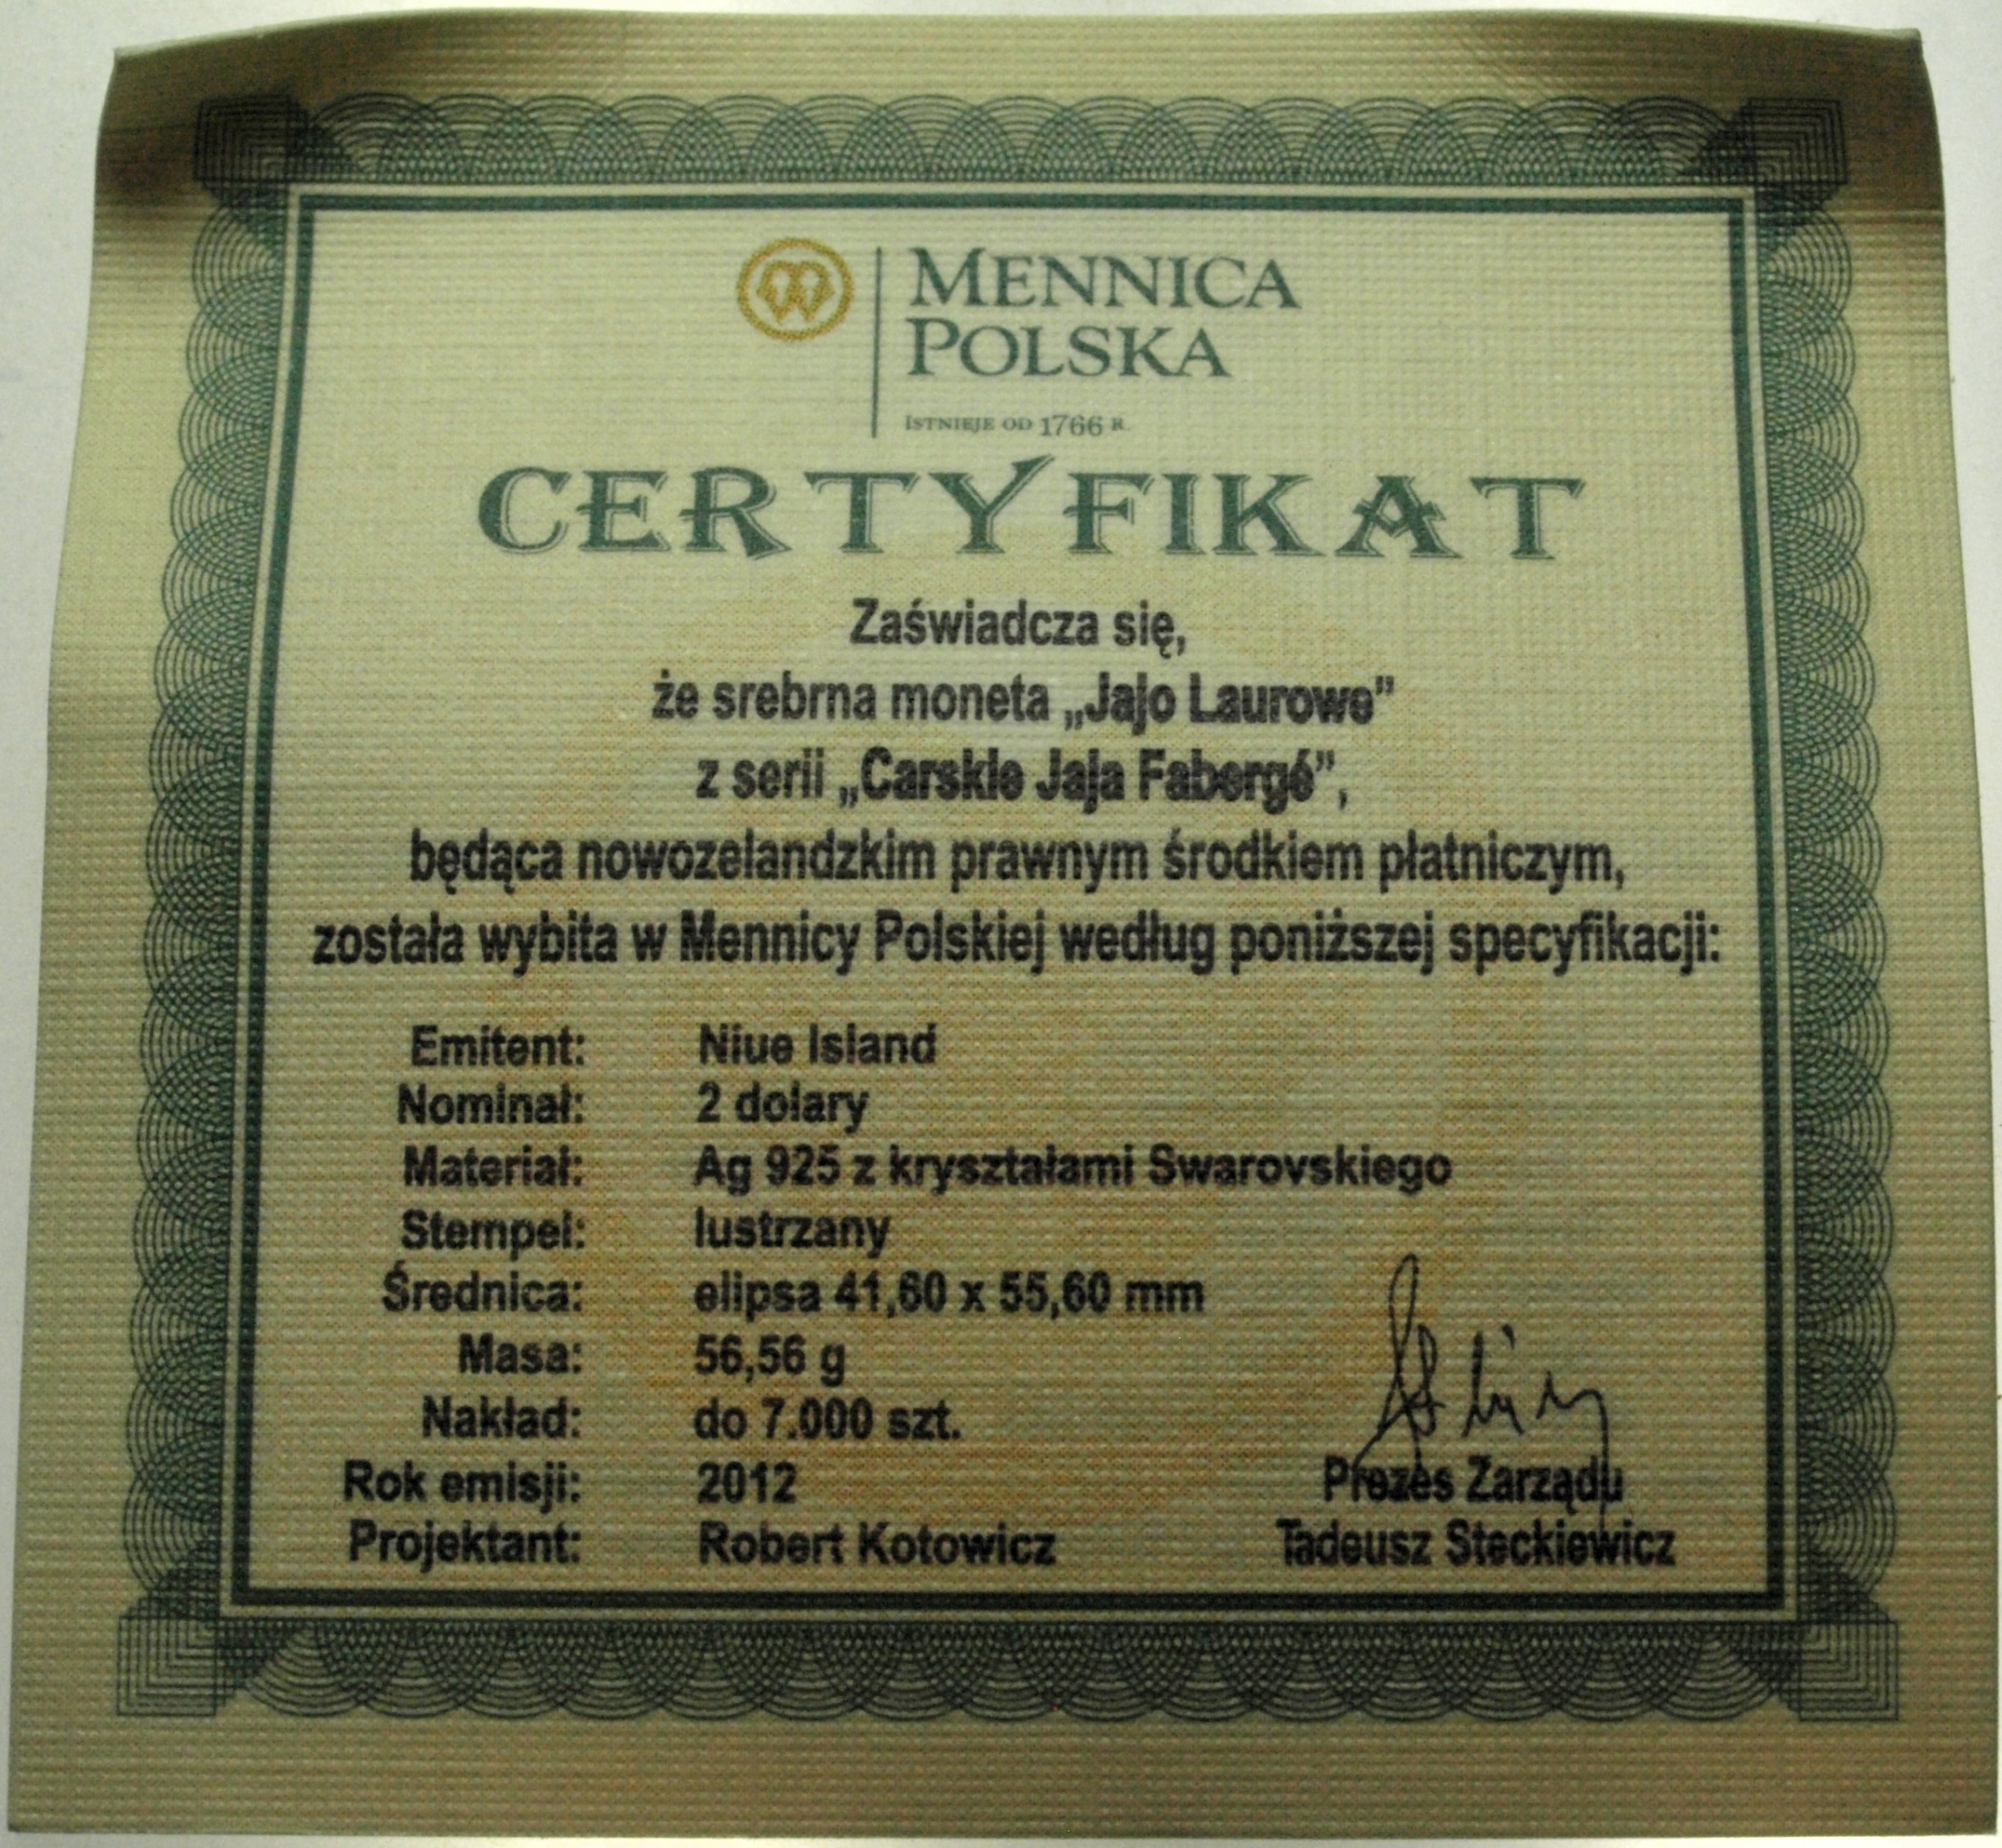 MENNICA
POLSKA
ISTNIEJE OD 1766 R.
CERTYFIKAT
Zaświadcza się,
że srebrna moneta „Jajo Laurowe”
z serii „Carskie Jaja Fabergé”,
będąca nowozelandzkim prawnym środkiem płatniczym,
została wybita w Mennicy Polskiej według poniższej specyfikacji:
Emitent: Niue Island
Nominał: 2 dolary
Materiał: Ag 925 z kryształami Swarovskiego
Stempel: lustrzany
Średnica: elipsa 41,60 x 55,60 mm
Masa: 56,56 g
Nakład: do 7.000 szt.
Rok emisji: 2012
Projektant: Robert Kotowicz
Prezes Zarządu
Tadeusz Steckiewicz